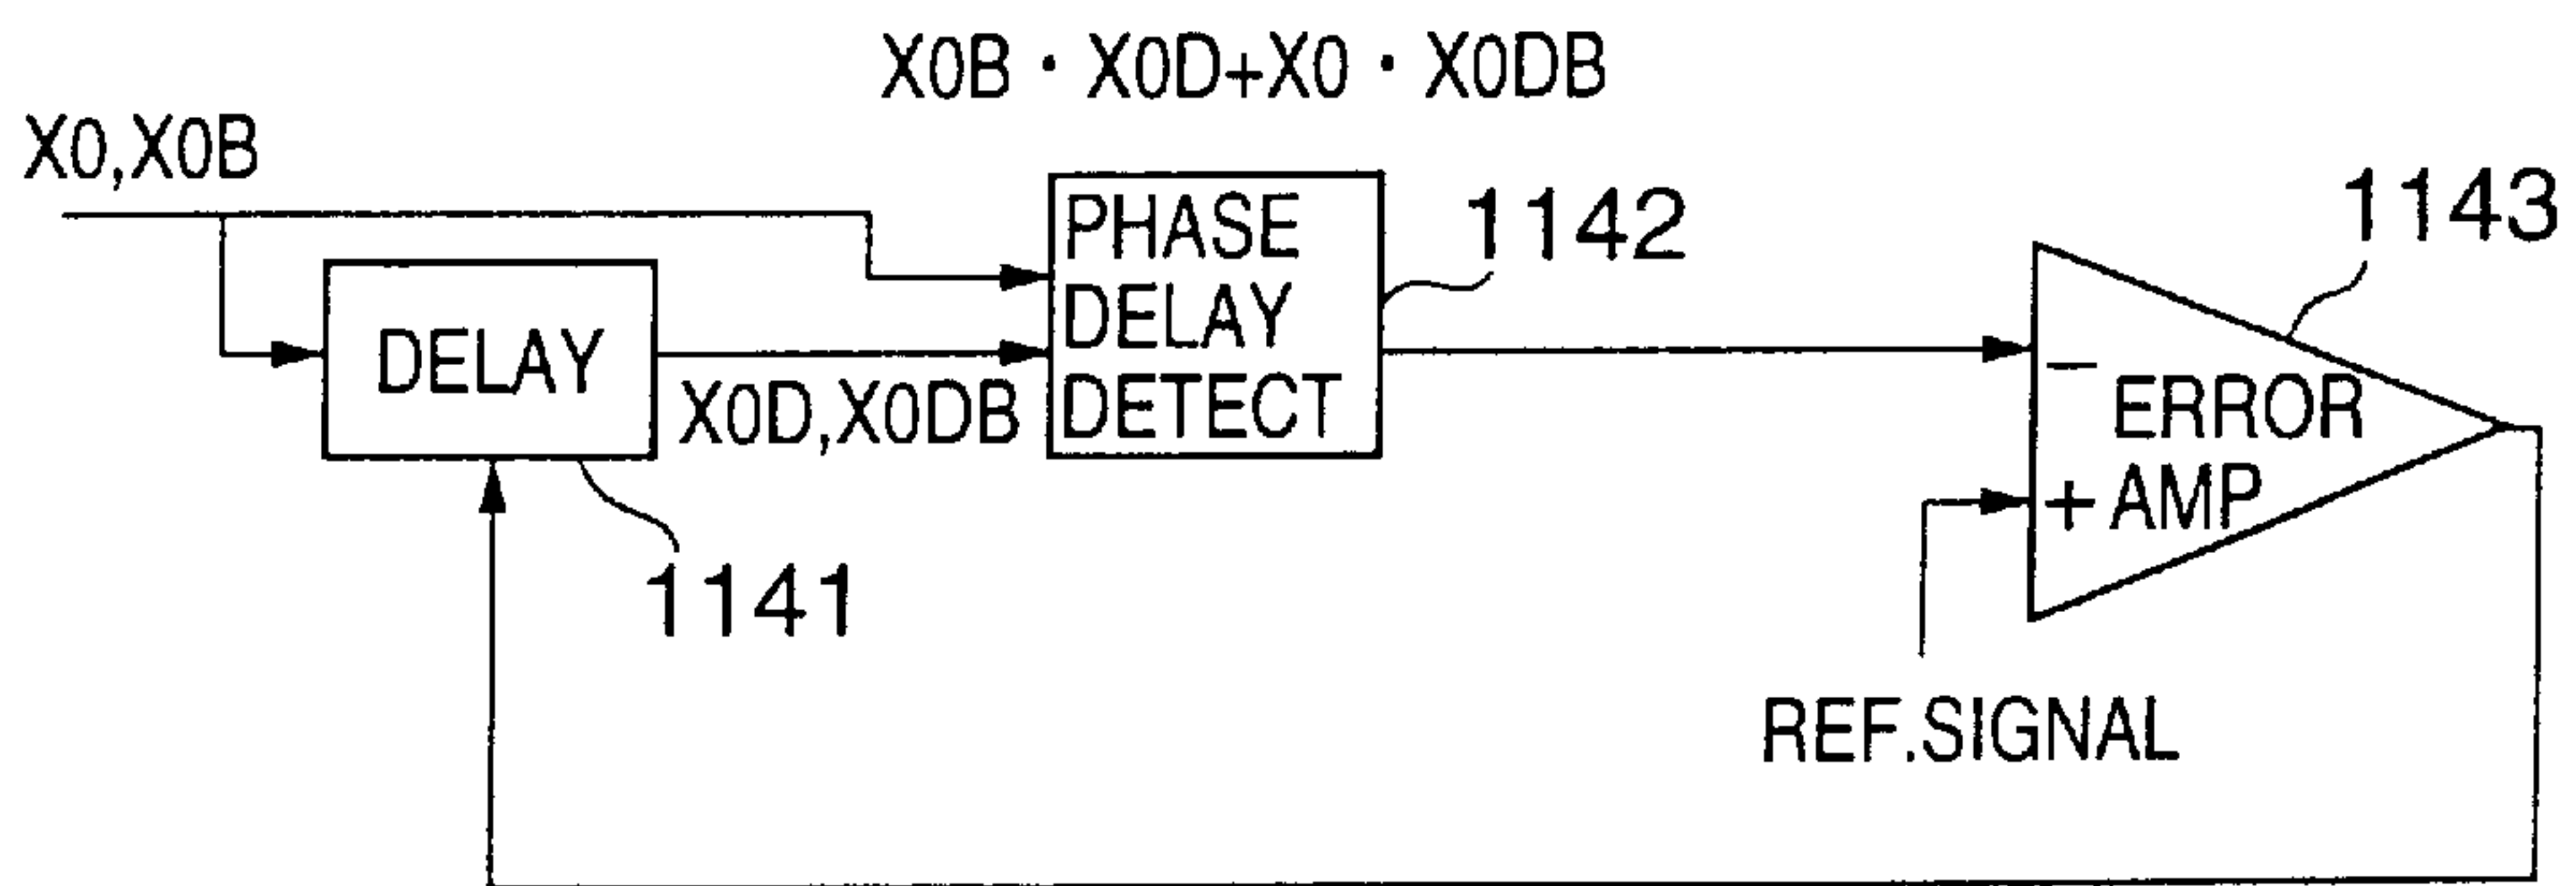 X0B · X0D+X0 · X0DB
X0,X0B
PHASE
DELAY
DETECT
1142
1143
DELAY
X0D,X0DB
1141
−
ERROR
+ AMP
REF.SIGNAL